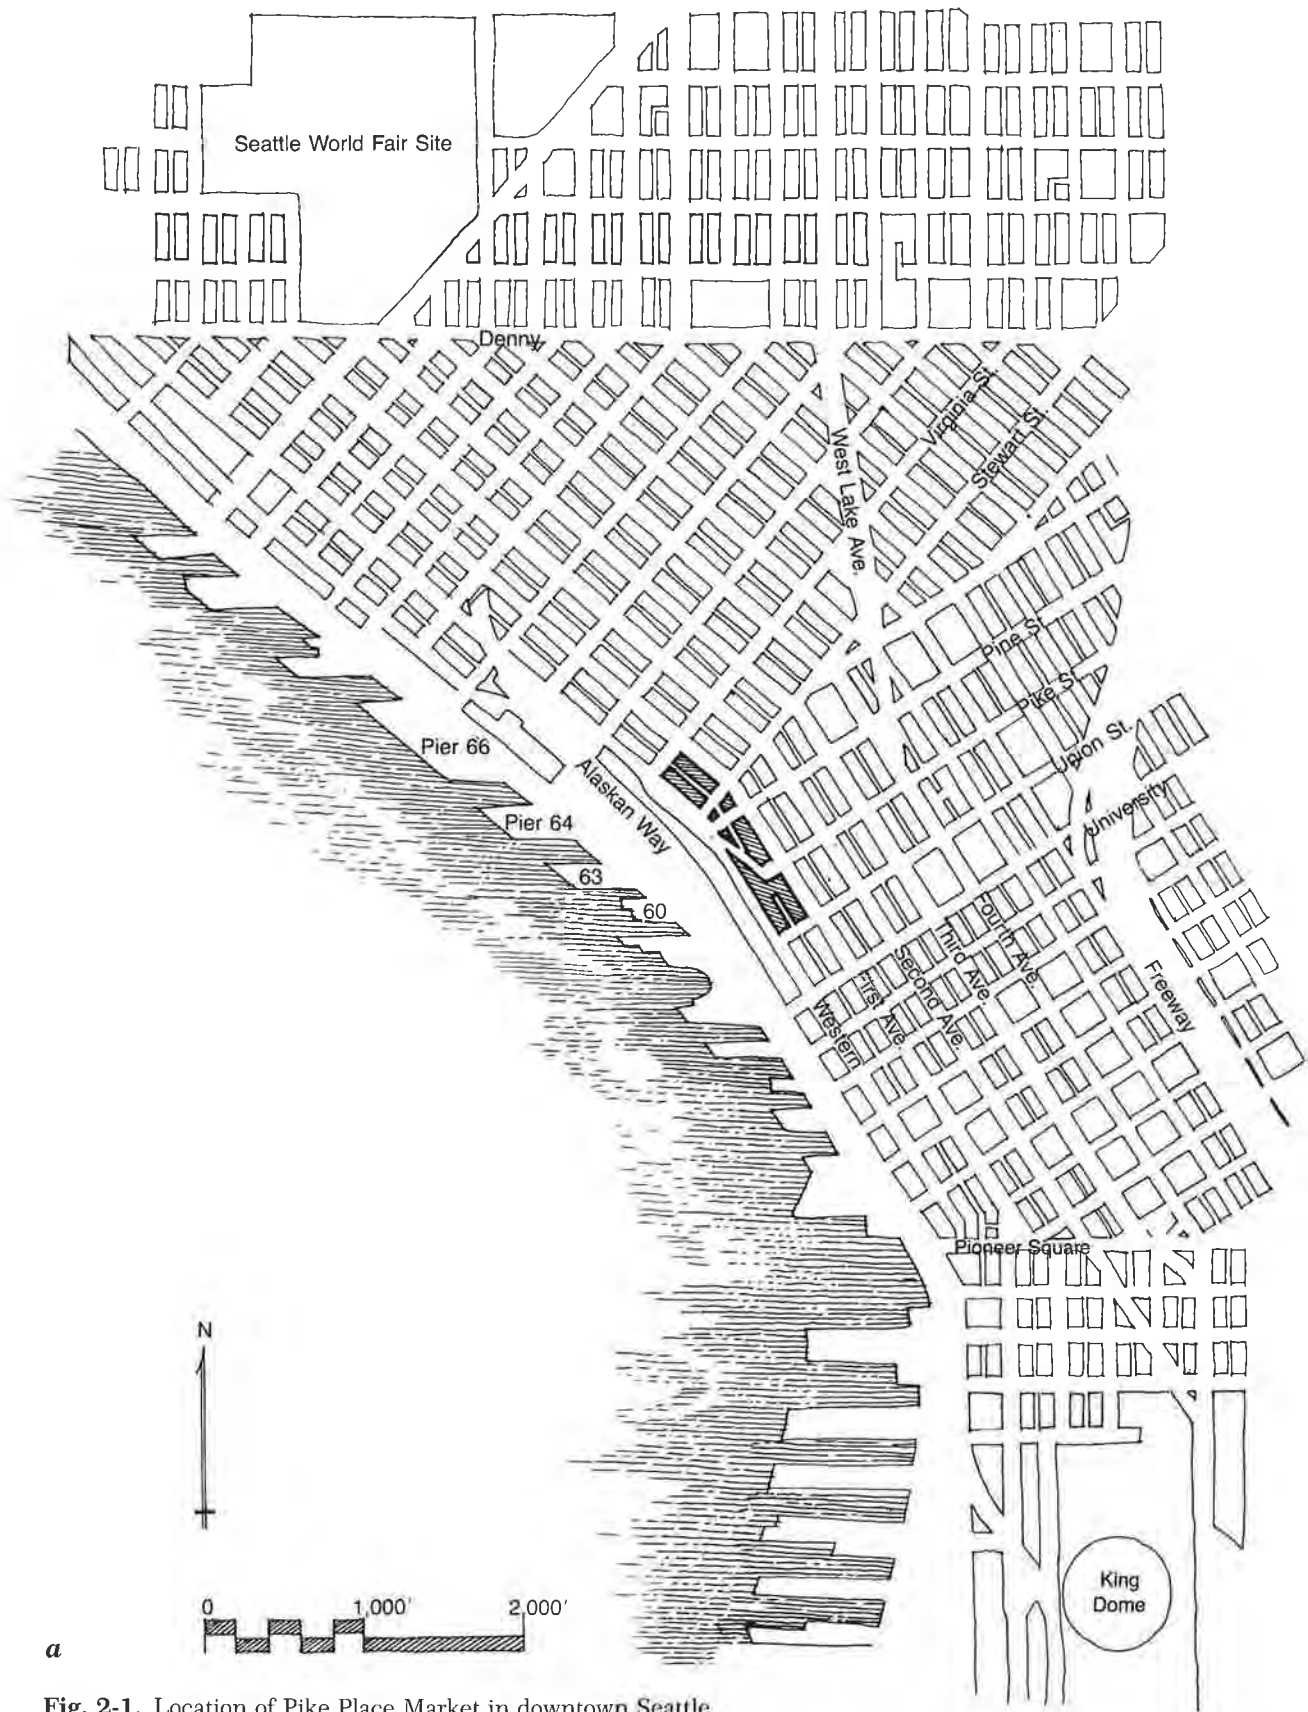 Seattle World Fair Site
Denny
Virginia St.
Stewart St.
West Lake Ave.
Pine St.
Pike St.
Union St.
University
Pier 66
Alaskan Way
Pier 64
63
60
Fourth Ave.
Third Ave.
Second Ave.
First Ave.
Western
Freeway
Pioneer Square
N
King
Dome
0 1,000' 2,000'
a
Fig. 2-1. Location of Pike Place Market in downtown Seattle